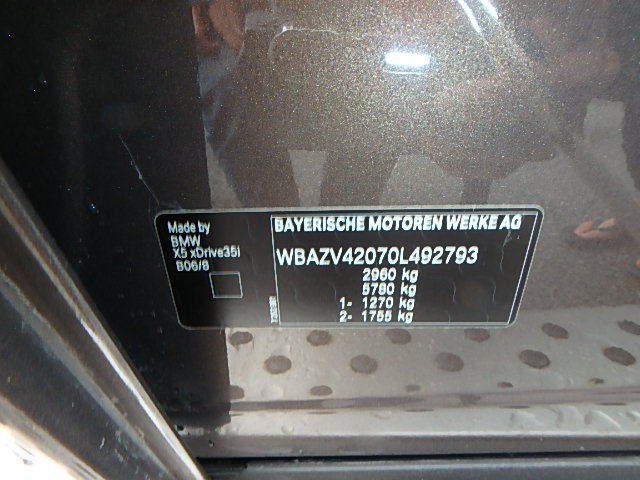 Made by
BMW
X5 xDrive35i
B06/8
BAYERISCHE MOTOREN WERKE AG
WBAZV42070L492793
2960 kg
5780 kg
1- 1270 kg
2- 1755 kg